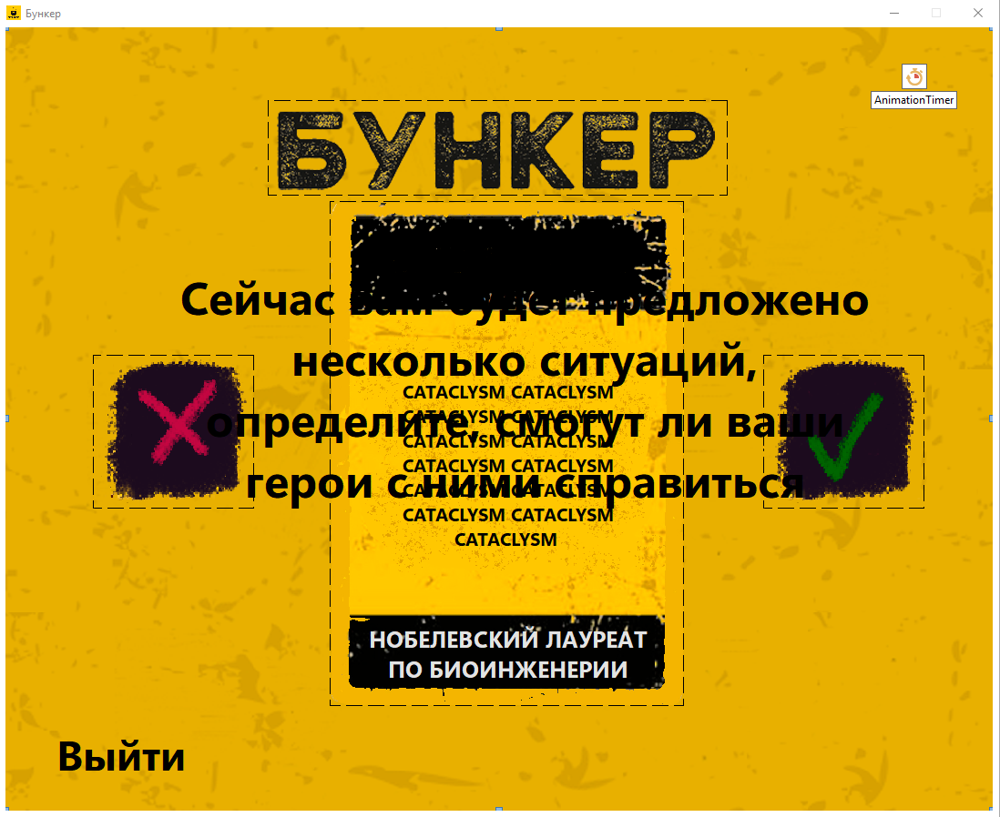 Бункер
AnimationTimer
БУНКЕР
Сейчас вам будет предложено
несколько ситуаций,
CATACLYSM CATACLYSM
CATACLYSM CATACLYSM
определите, смогут ли ваши
CATACLYSM CATACLYSM
CATACLYSM CATACLYSM
герои с ними справиться
CATACLYSM CATACLYSM
CATACLYSM CATACLYSM
CATACLYSM
НОБЕЛЕВСКИЙ ЛАУРЕАТ
ПО БИОИНЖЕНЕРИИ
Выйти